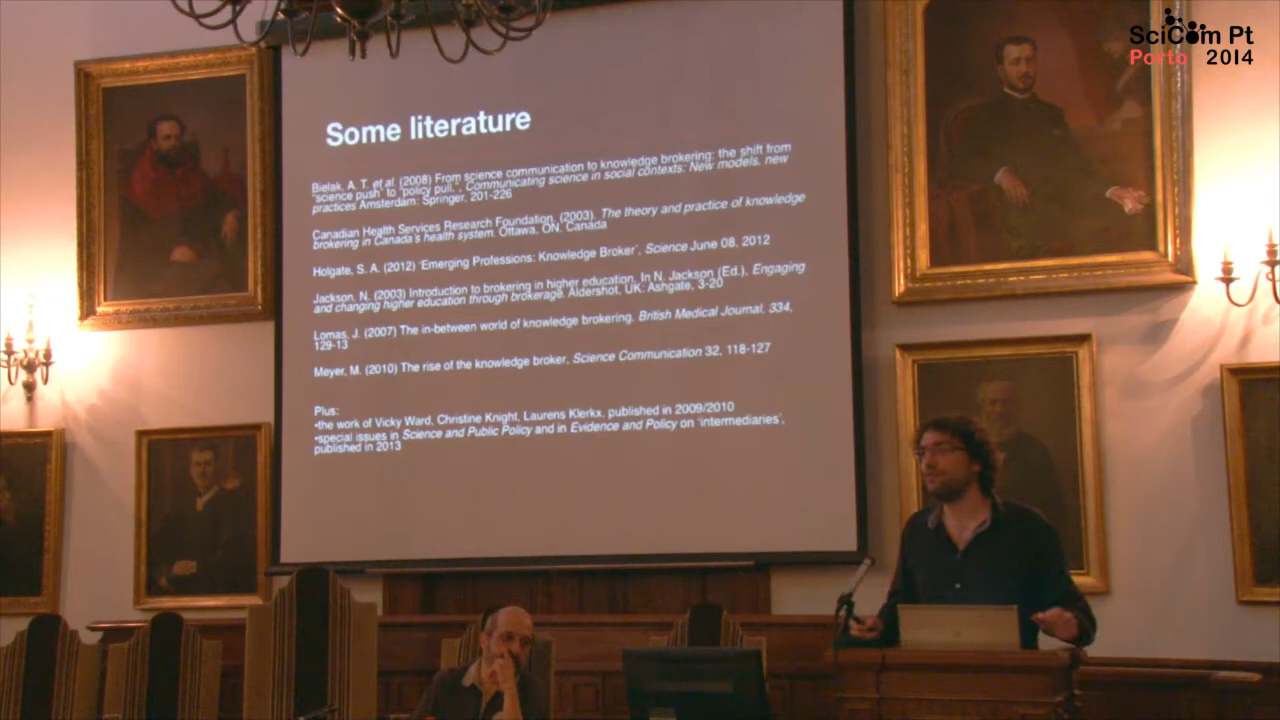 SciCom Pt
Porto 2014
Some literature
Bielak, A. T. et al. (2008) From science communication to knowledge brokering: the shift from
"science push" to "policy pull.", Communicating science in social contexts: New models, new
practices Amsterdam: Springer, 201-226
Canadian Health Services Research Foundation. (2003). The theory and practice of knowledge
brokering in Canada's health system. Ottawa, ON. Canada
Holgate, S. A. (2012) 'Emerging Professions: Knowledge Broker', Science June 08, 2012
Jackson, N. (2003) Introduction to brokering in higher education. In N. Jackson (Ed.), Engaging
and changing higher education through brokerage. Aldershot, UK: Ashgate, 3-20
Lomas, J. (2007) The in-between world of knowledge brokering. British Medical Journal, 334,
129-13
Meyer, M. (2010) The rise of the knowledge broker, Science Communication 32, 118-127
Plus:
•the work of Vicky Ward, Christine Knight, Laurens Klerkx, published in 2009/2010
•special issues in Science and Public Policy and in Evidence and Policy on 'intermediaries',
published in 2013